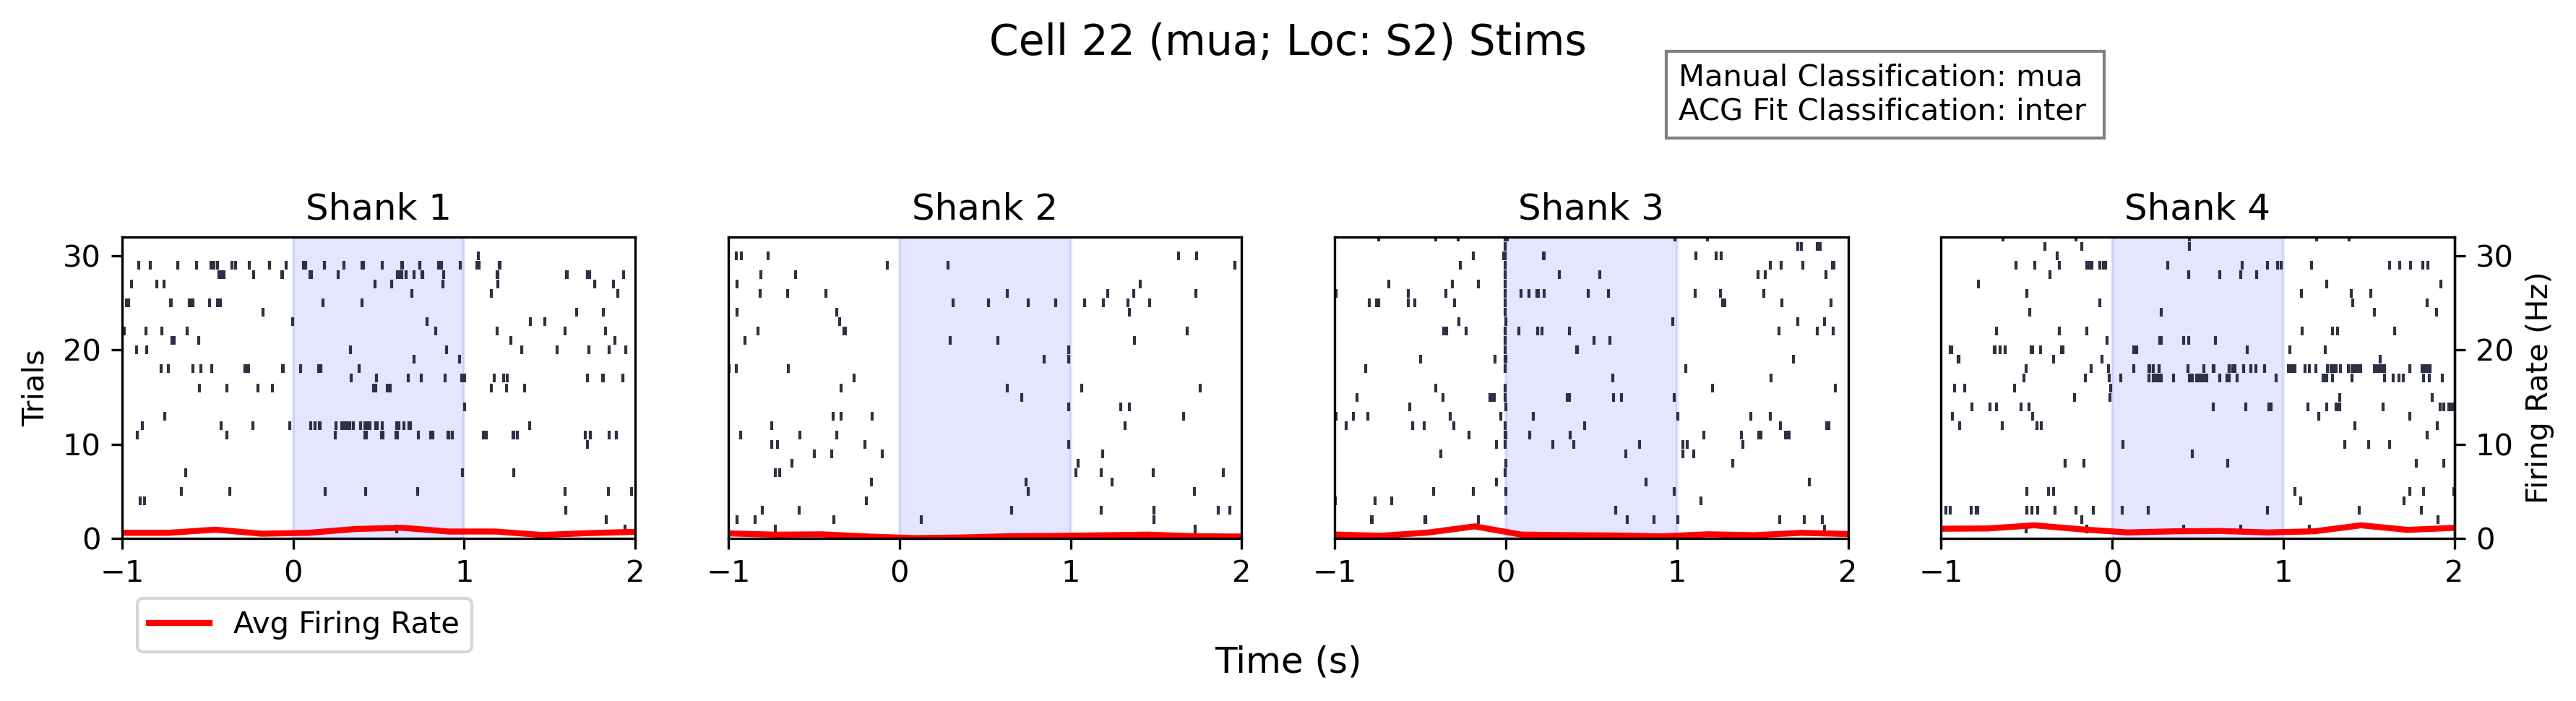 Cell 22 (mua; Loc: S2) Stims
Manual Classification: mua
ACG Fit Classification: inter
Shank 1
Shank 2
Shank 3
Shank 4
Trials
30
20
10
0
−1 0 1 2
−1 0 1 2
−1 0 1 2
−1 0 1 2
30
20
10
0
Firing Rate (Hz)
Avg Firing Rate
Time (s)